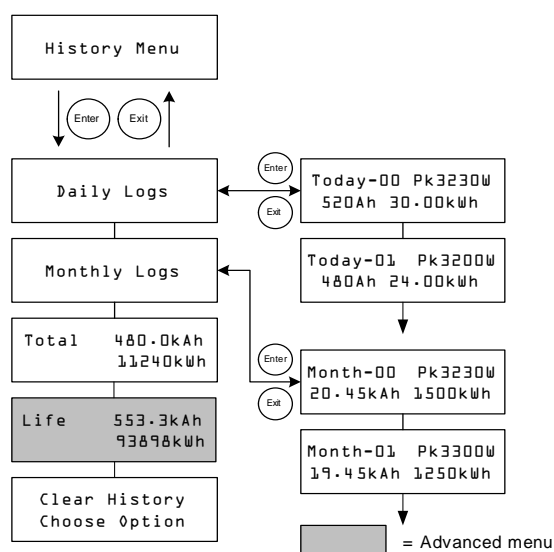 History Menu
Enter
Exit
Daily Logs
Enter
Exit
Today-00 Pk3230W
520Ah 30.00kWh
Today-01 Pk3200W
480Ah 24.00kWh
Monthly Logs
Enter
Exit
Month-00 Pk3230W
20.45kAh 1500kWh
Month-01 Pk3300W
19.45kAh 1250kWh
Total 480.0kAh
11240kWh
Life 553.3kAh
93898kWh
Clear History
Choose Option
= Advanced menu